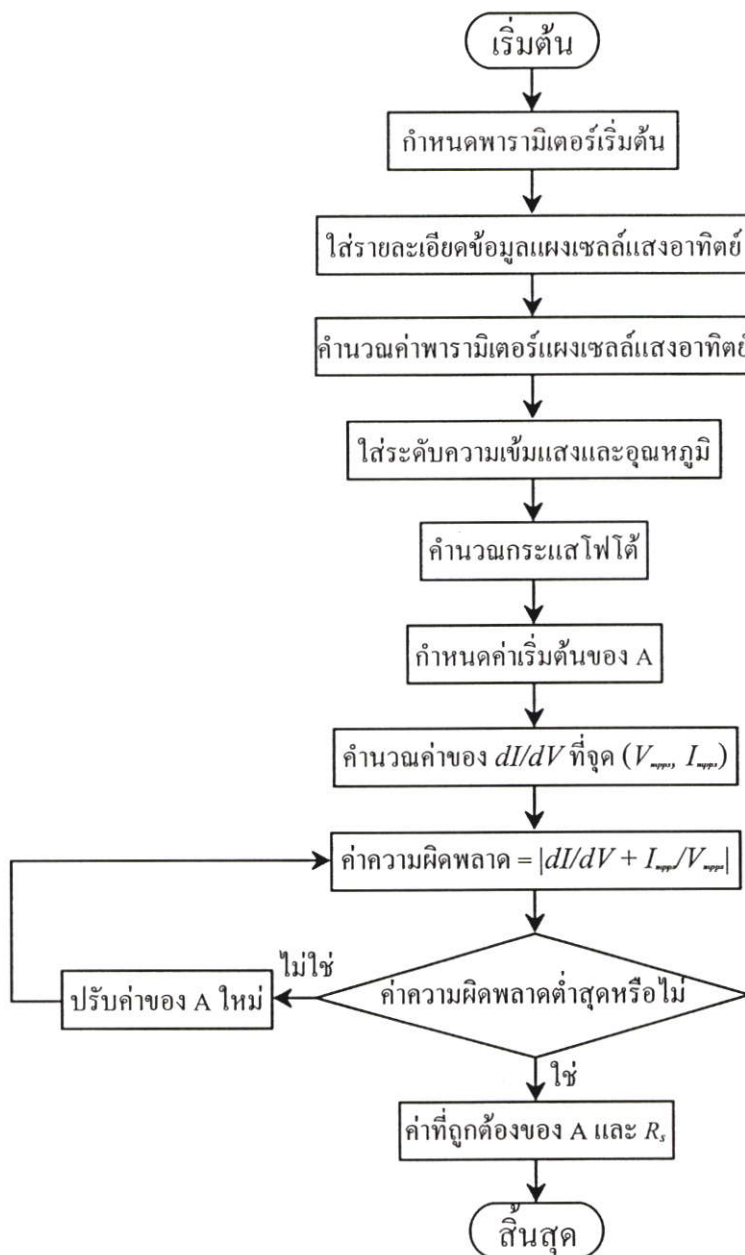 เริ่มต้น
กำหนดพารามิเตอร์เริ่มต้น
ใส่รายละเอียดข้อมูลแผงเซลล์แสงอาทิตย์
คำนวณค่าพารามิเตอร์แผงเซลล์แสงอาทิตย์
ใส่ระดับความเข้มแสงและอุณหภูมิ
คำนวณกระแสโฟโต้
กำหนดค่าเริ่มต้นของ A
คำนวณค่าของ dI/dV ที่จุด (V_mpps, I_mpps)
ค่าความผิดพลาด = |dI/dV + I_mpps/V_mpps|
ไม่ใช่
ปรับค่าของ A ใหม่
ค่าความผิดพลาดต่ำสุดหรือไม่
ใช่
ค่าที่ถูกต้องของ A และ R_s
สิ้นสุด